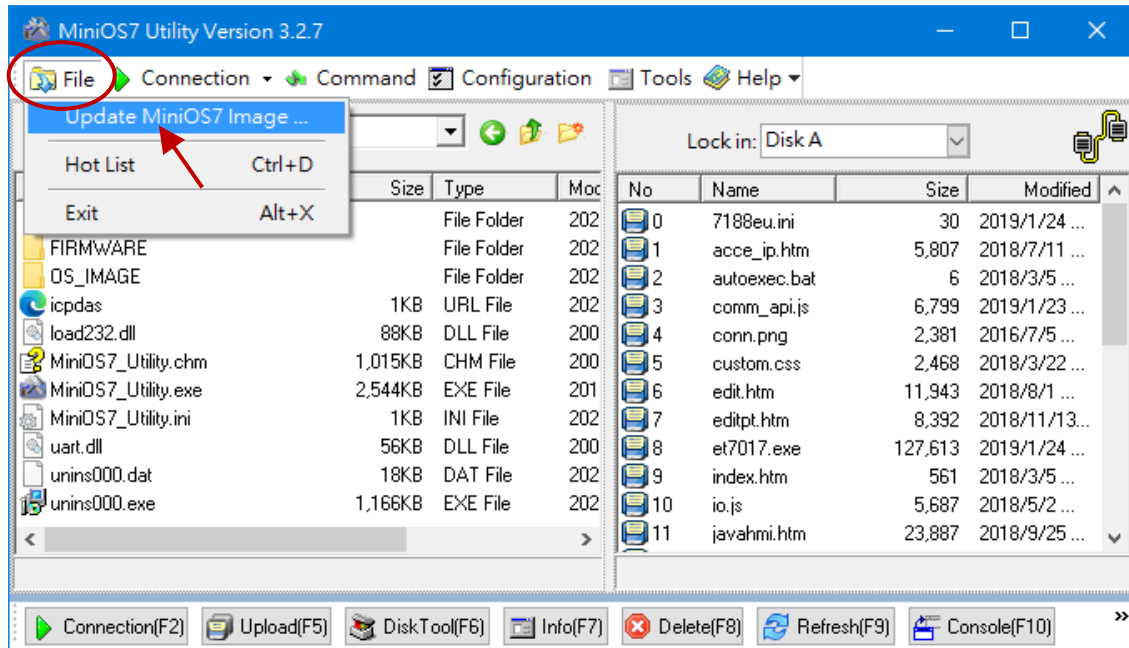 MiniOS7 Utility Version 3.2.7
File Connection Command Configuration Tools Help
Update MiniOS7 Image ...
Hot List Ctrl+D
Exit Alt+X
Lock in: Disk A
Size Type Moc
No Name Size Modified
File Folder 202
FIRMWARE File Folder 202
OS_IMAGE File Folder 202
icpdas 1KB URL File 202
load232.dll 88KB DLL File 200
MiniOS7_Utility.chm 1,015KB CHM File 200
MiniOS7_Utility.exe 2,544KB EXE File 201
MiniOS7_Utility.ini 1KB INI File 202
uart.dll 56KB DLL File 200
unins000.dat 18KB DAT File 202
unins000.exe 1,166KB EXE File 202
0 7188eu.ini 30 2019/1/24 ...
1 acce_ip.htm 5,807 2018/7/11 ...
2 autoexec.bat 6 2018/3/5 ...
3 comm_api.js 6,799 2019/1/23 ...
4 conn.png 2,381 2016/7/5 ...
5 custom.css 2,468 2018/3/22 ...
6 edit.htm 11,943 2018/8/1 ...
7 editpt.htm 8,392 2018/11/13...
8 et7017.exe 127,613 2019/1/24 ...
9 index.htm 561 2018/3/5 ...
10 io.js 5,687 2018/5/2 ...
11 javahmi.htm 23,887 2018/9/25 ...
Connection(F2) Upload(F5) DiskTool(F6) Info(F7) Delete(F8) Refresh(F9) Console(F10) »